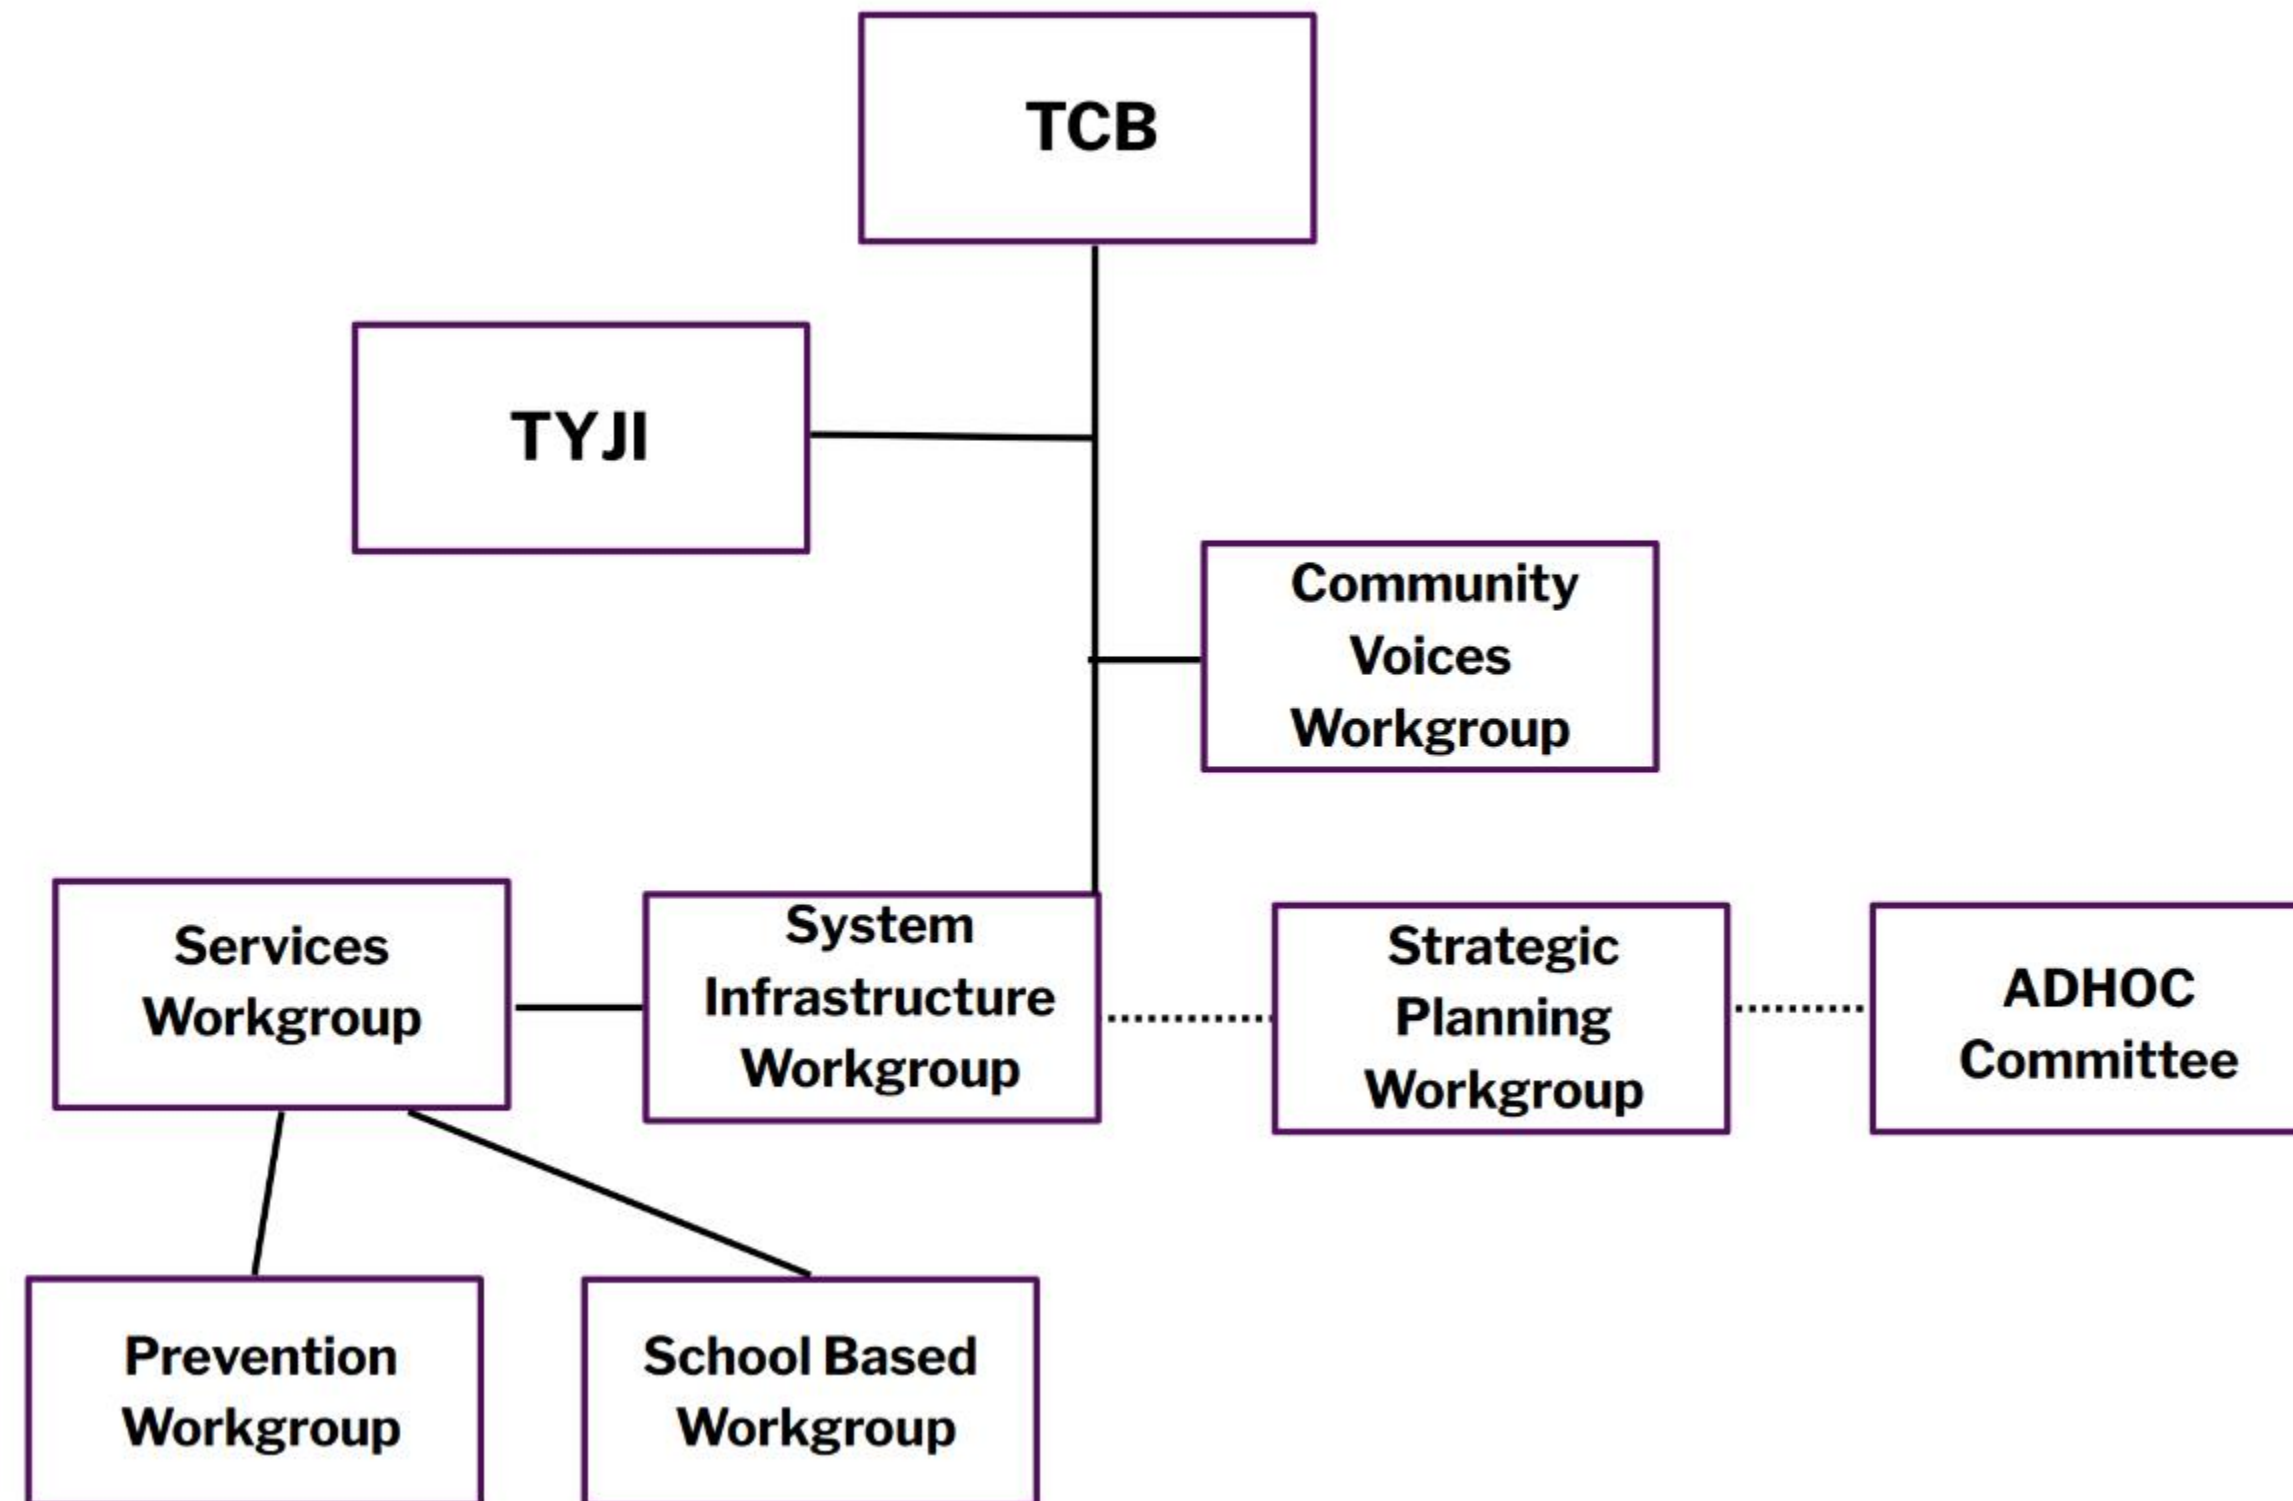 TCB
TYJI
Community
Voices
Workgroup
Services
Workgroup
System
Infrastructure
Workgroup
Strategic
Planning
Workgroup
ADHOC
Committee
Prevention
Workgroup
School Based
Workgroup